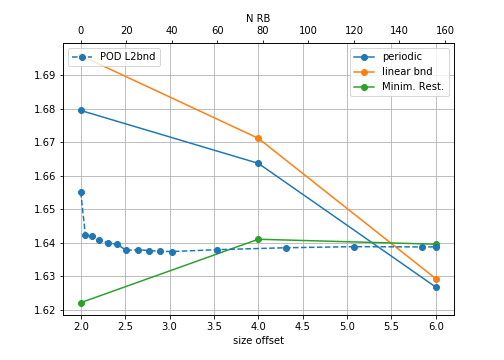 N RB
0 20 40 60 80 100 120 140 160
POD L2bnd
periodic
linear bnd
Minim. Rest.
1.69
1.68
1.67
1.66
1.65
1.64
1.63
1.62
2.0 2.5 3.0 3.5 4.0 4.5 5.0 5.5 6.0
size offset